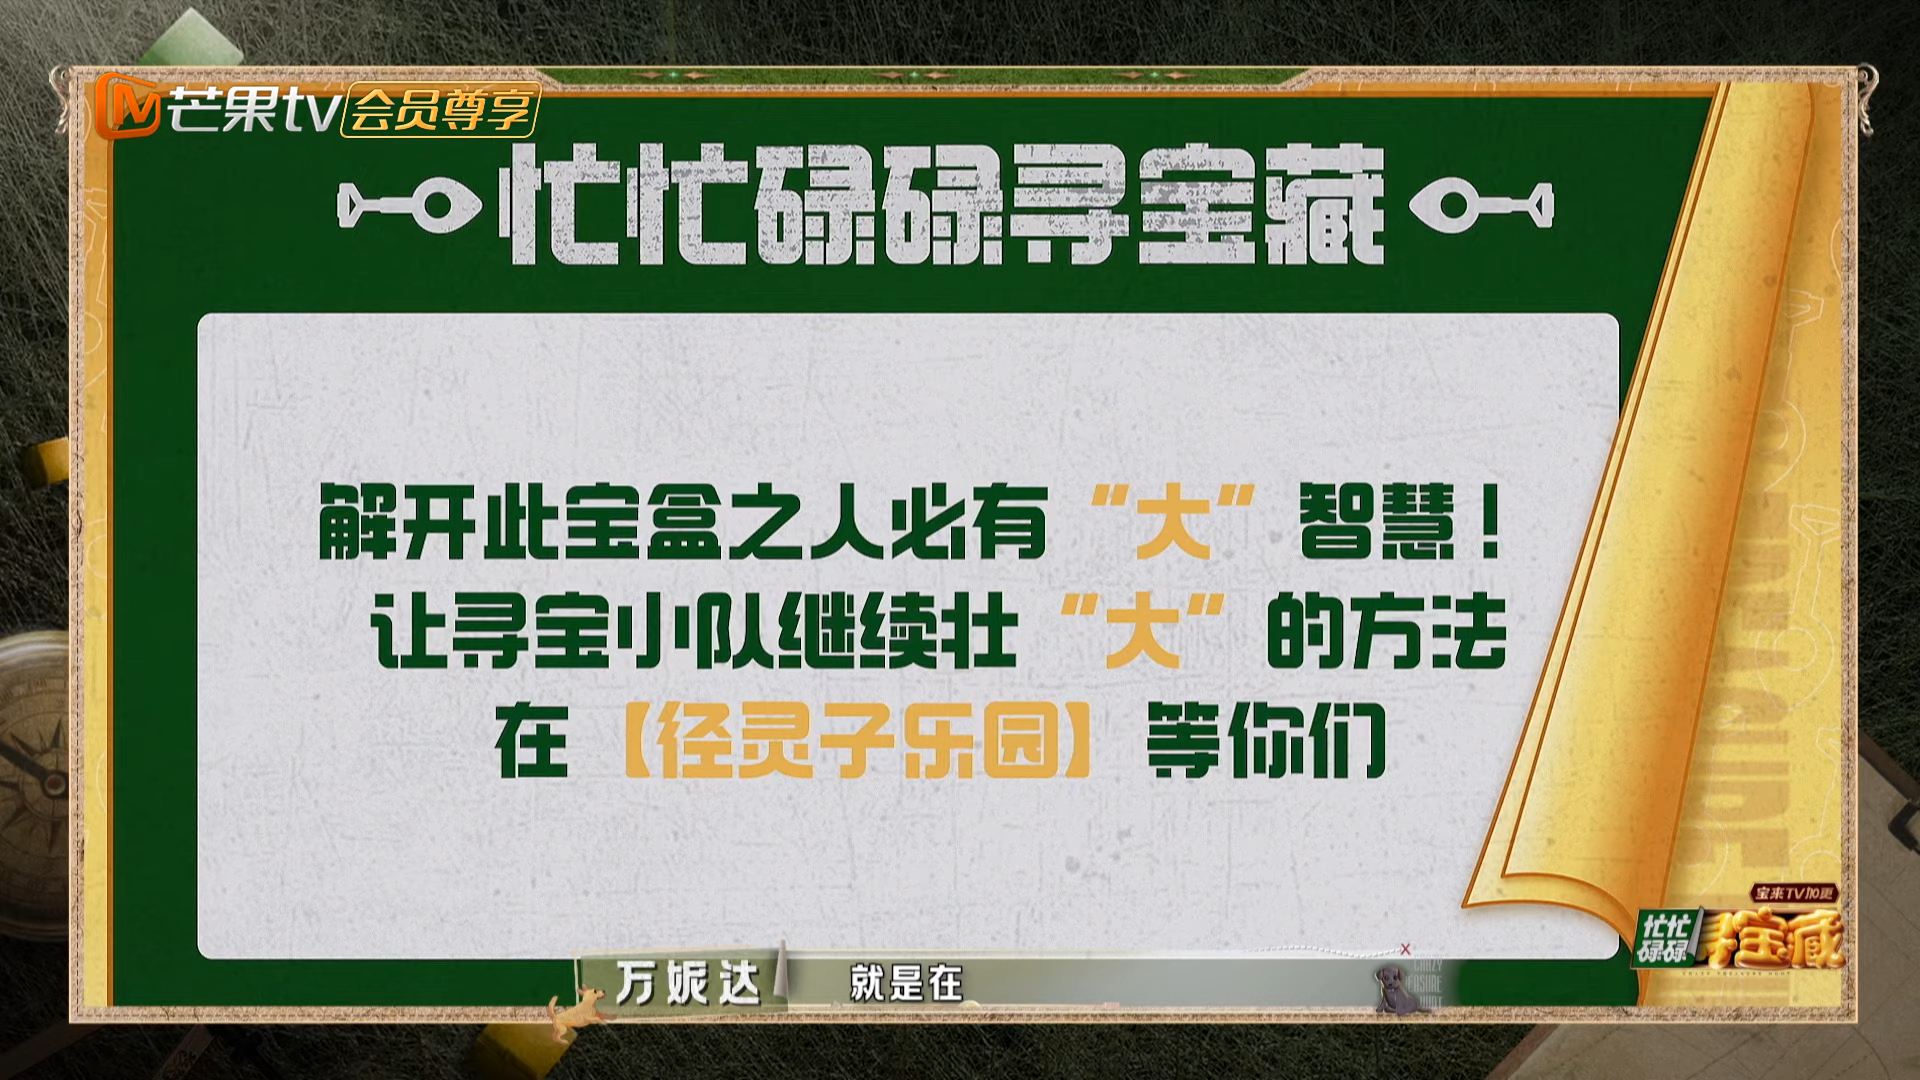 芒果tv会员尊享
忙忙碌碌寻宝藏
解开此宝盒之人必有“大”智慧！
让寻宝小队继续壮“大”的方法
在【经灵子乐园】等你们
宝来TV加更
忙忙碌碌寻宝藏
万妮达 就是在